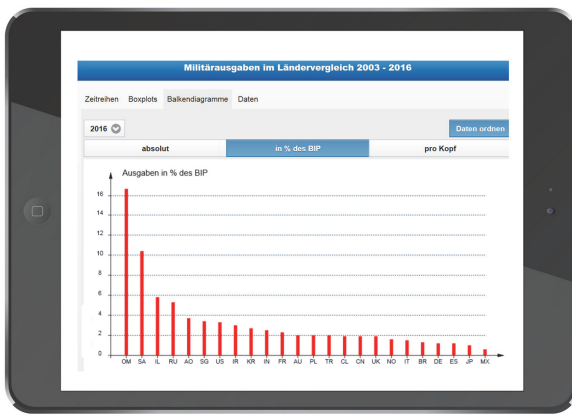 Militärausgaben im Ländervergleich 2003 - 2016
Zeitreihen Boxplots Balkendiagramme Daten
2016 Daten ordnen
absolut in % des BIP pro Kopf
Ausgaben in % des BIP
16
14
12
10
8
6
4
2
0
OM SA IL RU AO SG US IR KR IN FR AU PL TR CL CN UK NO IT BR DE ES JP MX